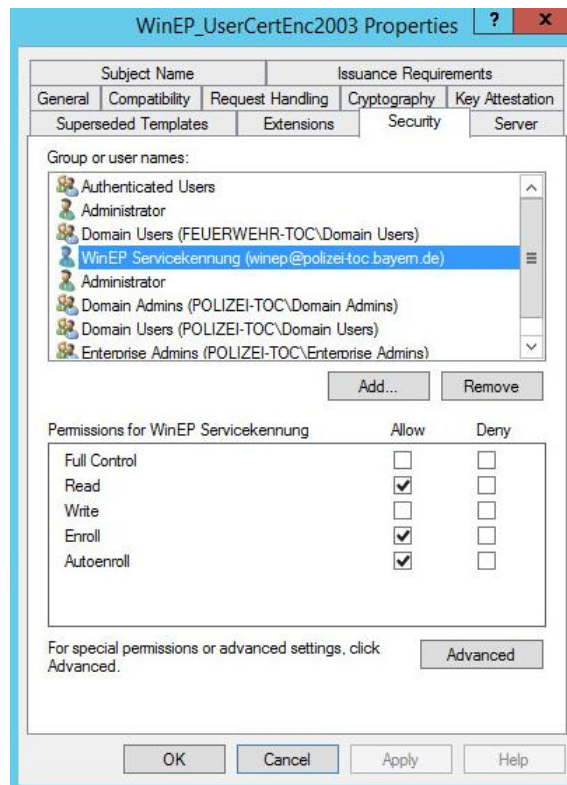 WinEP_UserCertEnc2003 Properties ? x
Subject Name Issuance Requirements
General Compatibility Request Handling Cryptography Key Attestation
Superseded Templates Extensions Security Server
Group or user names:
Authenticated Users
Administrator
Domain Users (FEUERWEHR-TOC\Domain Users)
WinEP Servicekennung (winep@polizei-toc.bayern.de)
Administrator
Domain Admins (POLIZEI-TOC\Domain Admins)
Domain Users (POLIZEI-TOC\Domain Users)
Enterprise Admins (POLIZEI-TOC\Enterprise Admins)
Add... Remove
Permissions for WinEP Servicekennung Allow Deny
Full Control
Read
Write
Enroll
Autoenroll
For special permissions or advanced settings, click
Advanced.
Advanced
OK Cancel Apply Help